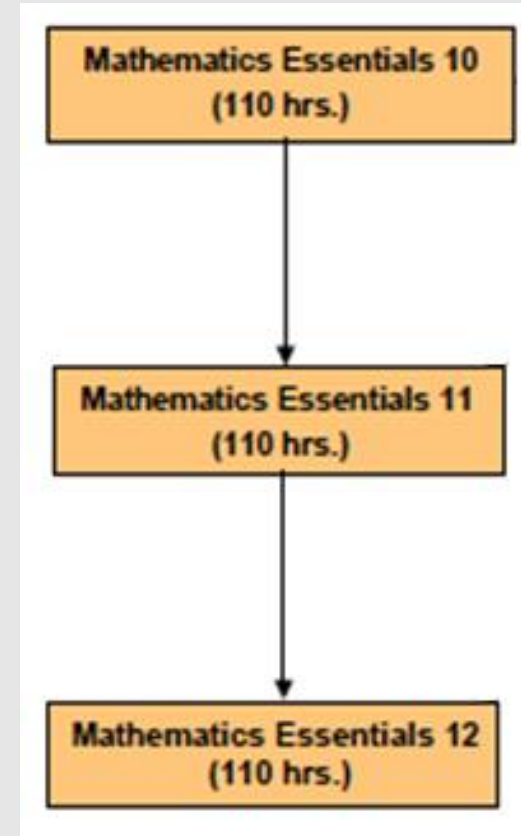 Mathematics Essentials 10
(110 hrs.)
Mathematics Essentials 11
(110 hrs.)
Mathematics Essentials 12
(110 hrs.)